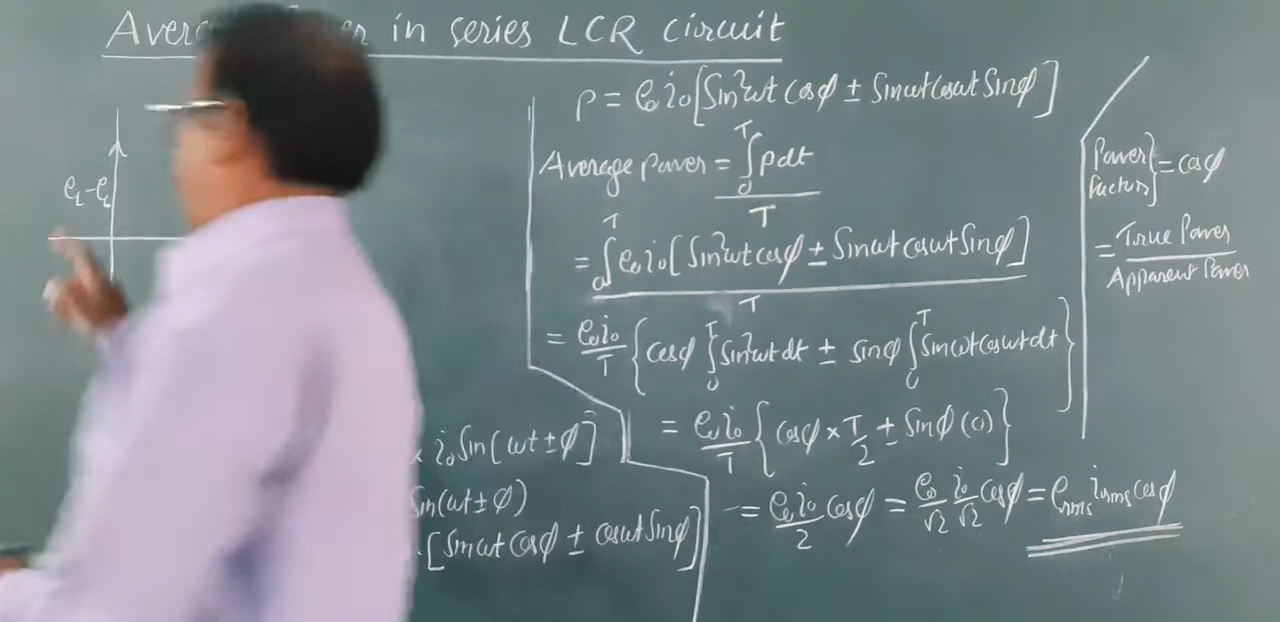 in series LCR circuit
e_L-e_c
i₀Sin(ωt±φ]
Sin(ωt±φ)
[Sinωt Cosφ ± Cosωt Sinφ]
P = e₀i₀[Sin²ωt cosφ ± Sinωt Cosωt Sinφ]
Average power = ∫₀ᵀ Pdt / T
= ∫₀ᵀ e₀i₀[Sin²ωt cosφ ± Sinωt cosωt Sinφ] / T
= e₀i₀/T {cosφ ∫₀ᵀ Sin²ωt dt ± sinφ ∫₀ᵀ Sinωt Cosωt dt}
= e₀i₀/T {cosφ × T/2 ± Sinφ (0)}
= e₀i₀/2 Cosφ = e₀/√2 i₀/√2 Cosφ = e_rms i_rms Cosφ
Power
factors } = cosφ
= True Power / Apparent Power